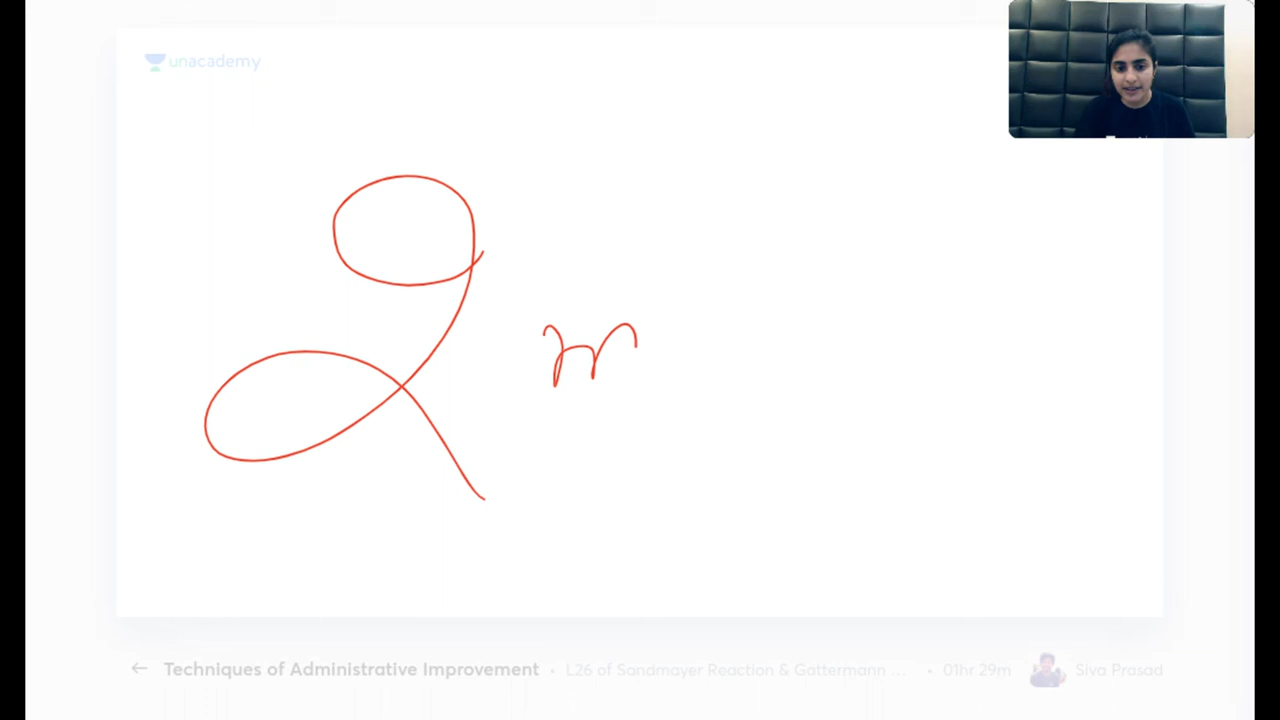 unacademy
2 m
Techniques of Administrative Improvement • L26 of Sandmayer Reaction & Gattermann ... • 01hr 29m Siva Prasad